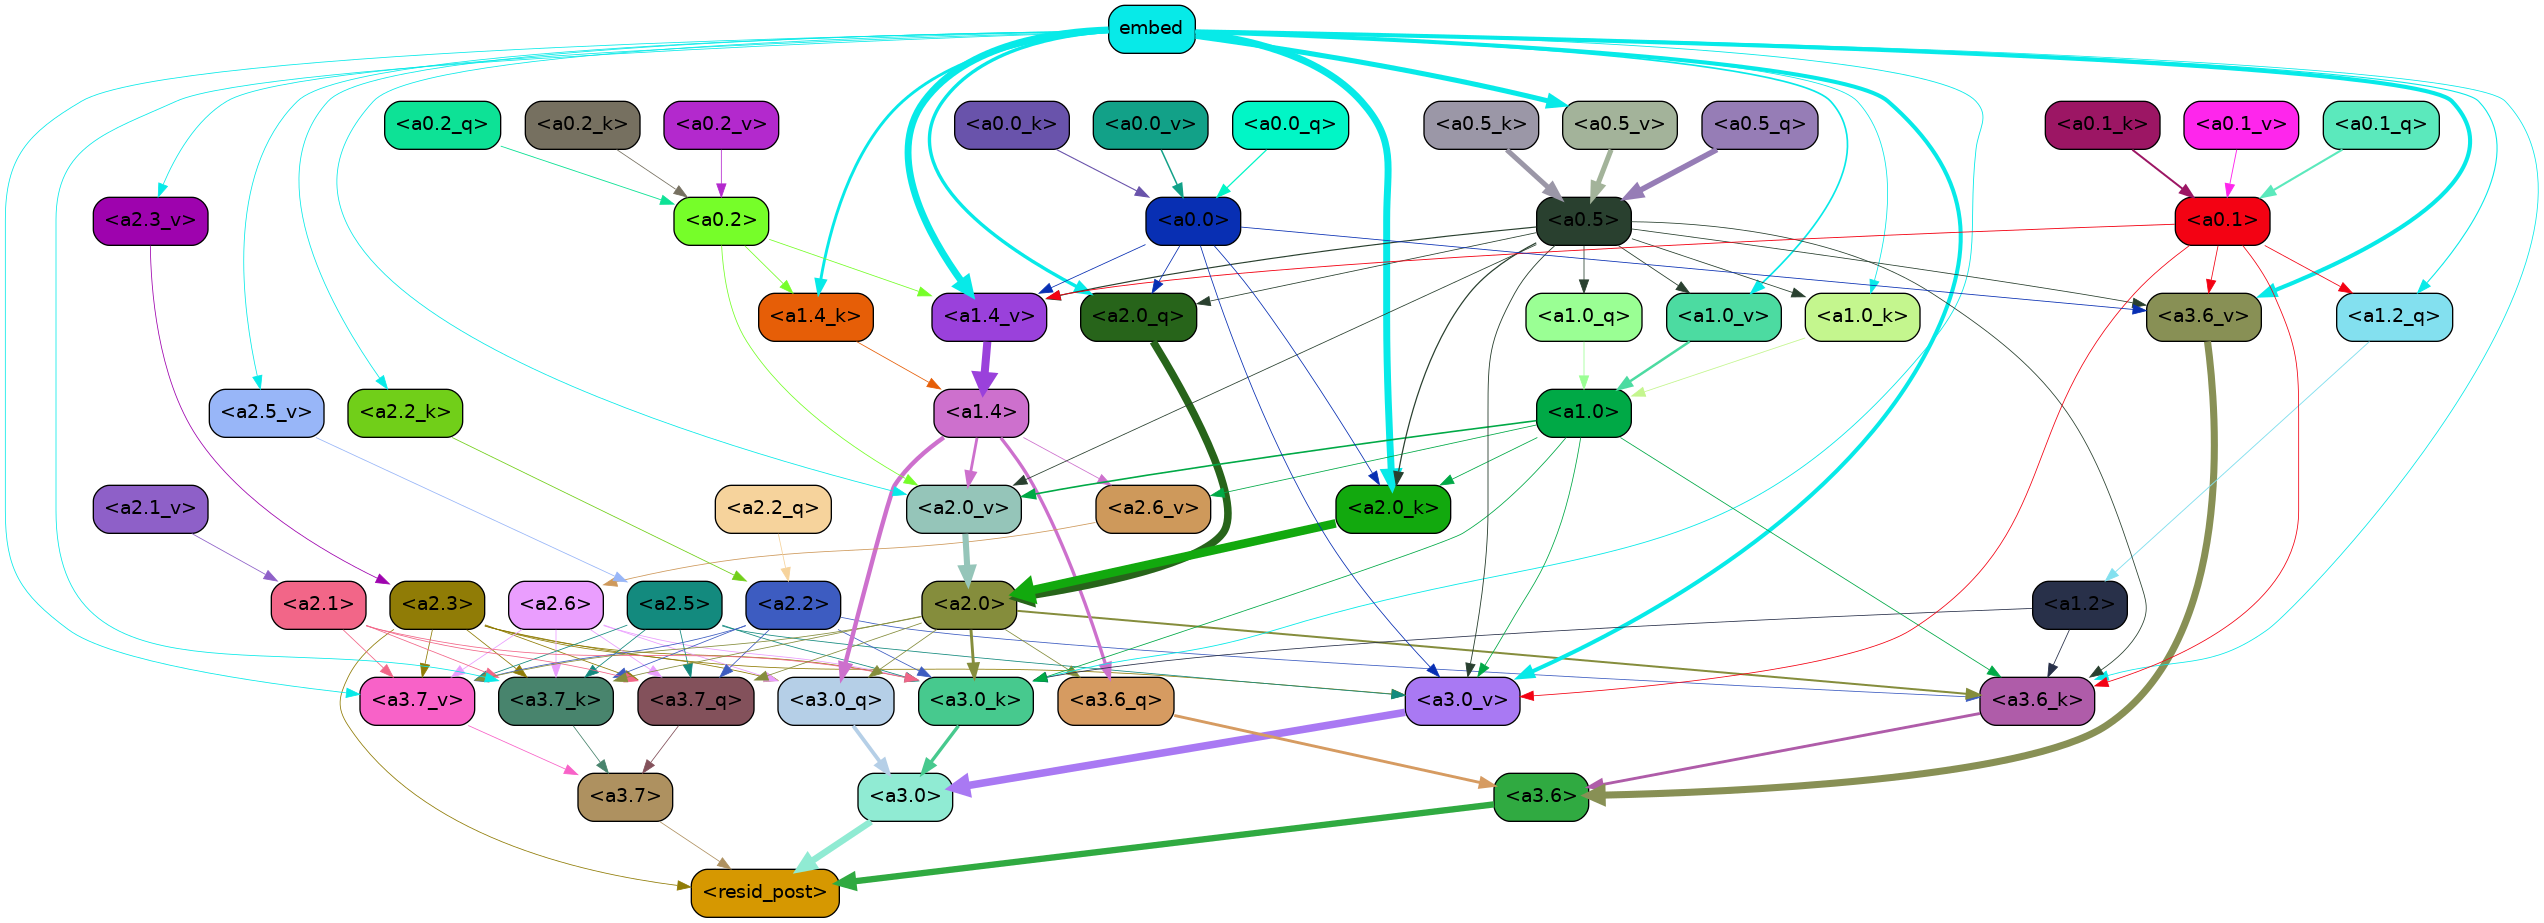 embed
<a0.2_q> <a0.2_k> <a0.2_v> <a0.0_k> <a0.0_v> <a0.0_q> <a0.5_k> <a0.5_v> <a0.5_q> <a0.1_k> <a0.1_v> <a0.1_q>
<a2.3_v> <a0.2> <a0.0> <a0.5> <a0.1>
<a1.4_k> <a1.4_v> <a2.0_q> <a1.0_q> <a1.0_v> <a1.0_k> <a3.6_v> <a1.2_q>
<a2.5_v> <a2.2_k> <a1.4> <a1.0>
<a2.1_v> <a2.2_q> <a2.0_v> <a2.6_v> <a2.0_k>
<a2.1> <a2.3> <a2.6> <a2.5> <a2.2> <a2.0> <a1.2>
<a3.7_v> <a3.7_k> <a3.7_q> <a3.0_q> <a3.0_k> <a3.6_q> <a3.0_v> <a3.6_k>
<a3.7> <a3.0> <a3.6>
<resid_post>